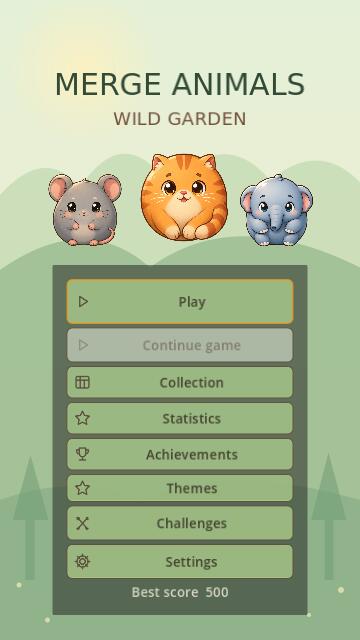 MERGE ANIMALS
WILD GARDEN
Play
Continue game
Collection
Statistics
Achievements
Themes
Challenges
Settings
Best score 500